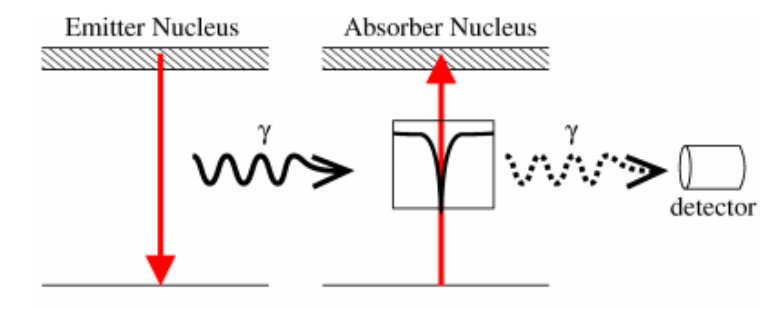 Emitter Nucleus
Absorber Nucleus
γ
γ
detector